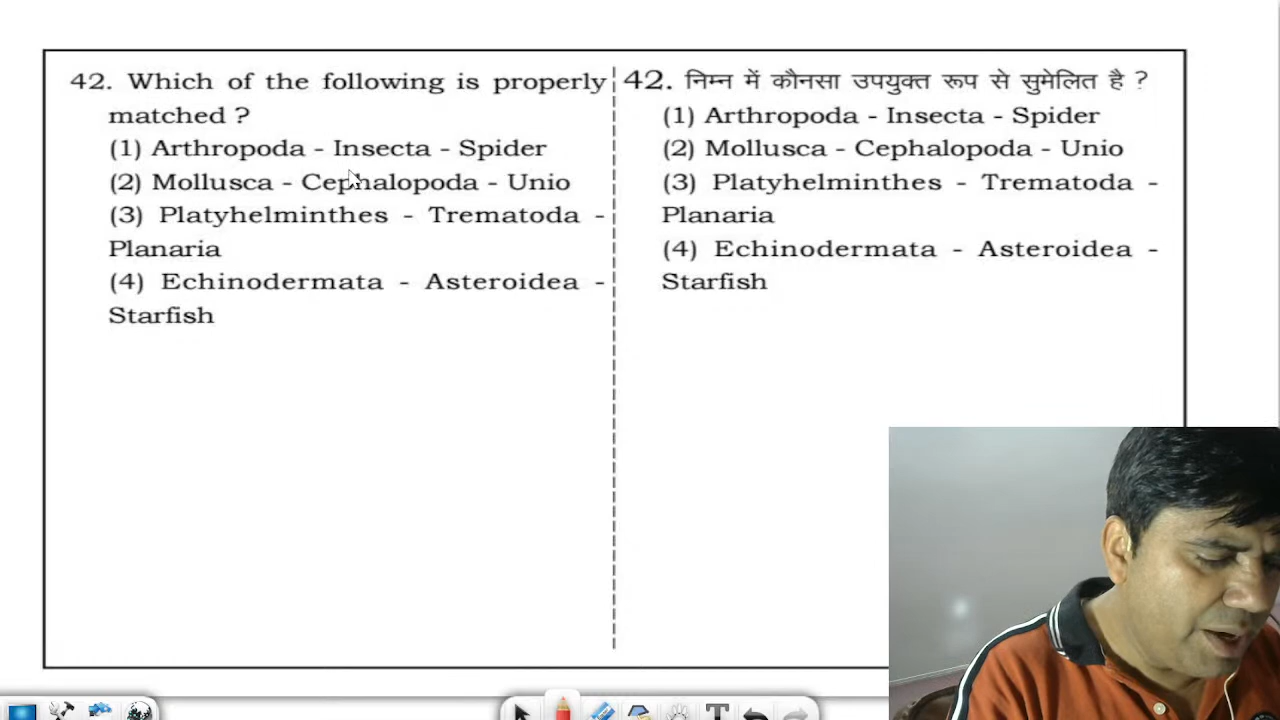 42. Which of the following is properly
matched ?
(1) Arthropoda - Insecta - Spider
(2) Mollusca - Cephalopoda - Unio
(3) Platyhelminthes - Trematoda -
Planaria
(4) Echinodermata - Asteroidea -
Starfish
42. निम्न में कौनसा उपयुक्त रूप से सुमेलित है ?
(1) Arthropoda - Insecta - Spider
(2) Mollusca - Cephalopoda - Unio
(3) Platyhelminthes - Trematoda -
Planaria
(4) Echinodermata - Asteroidea -
Starfish